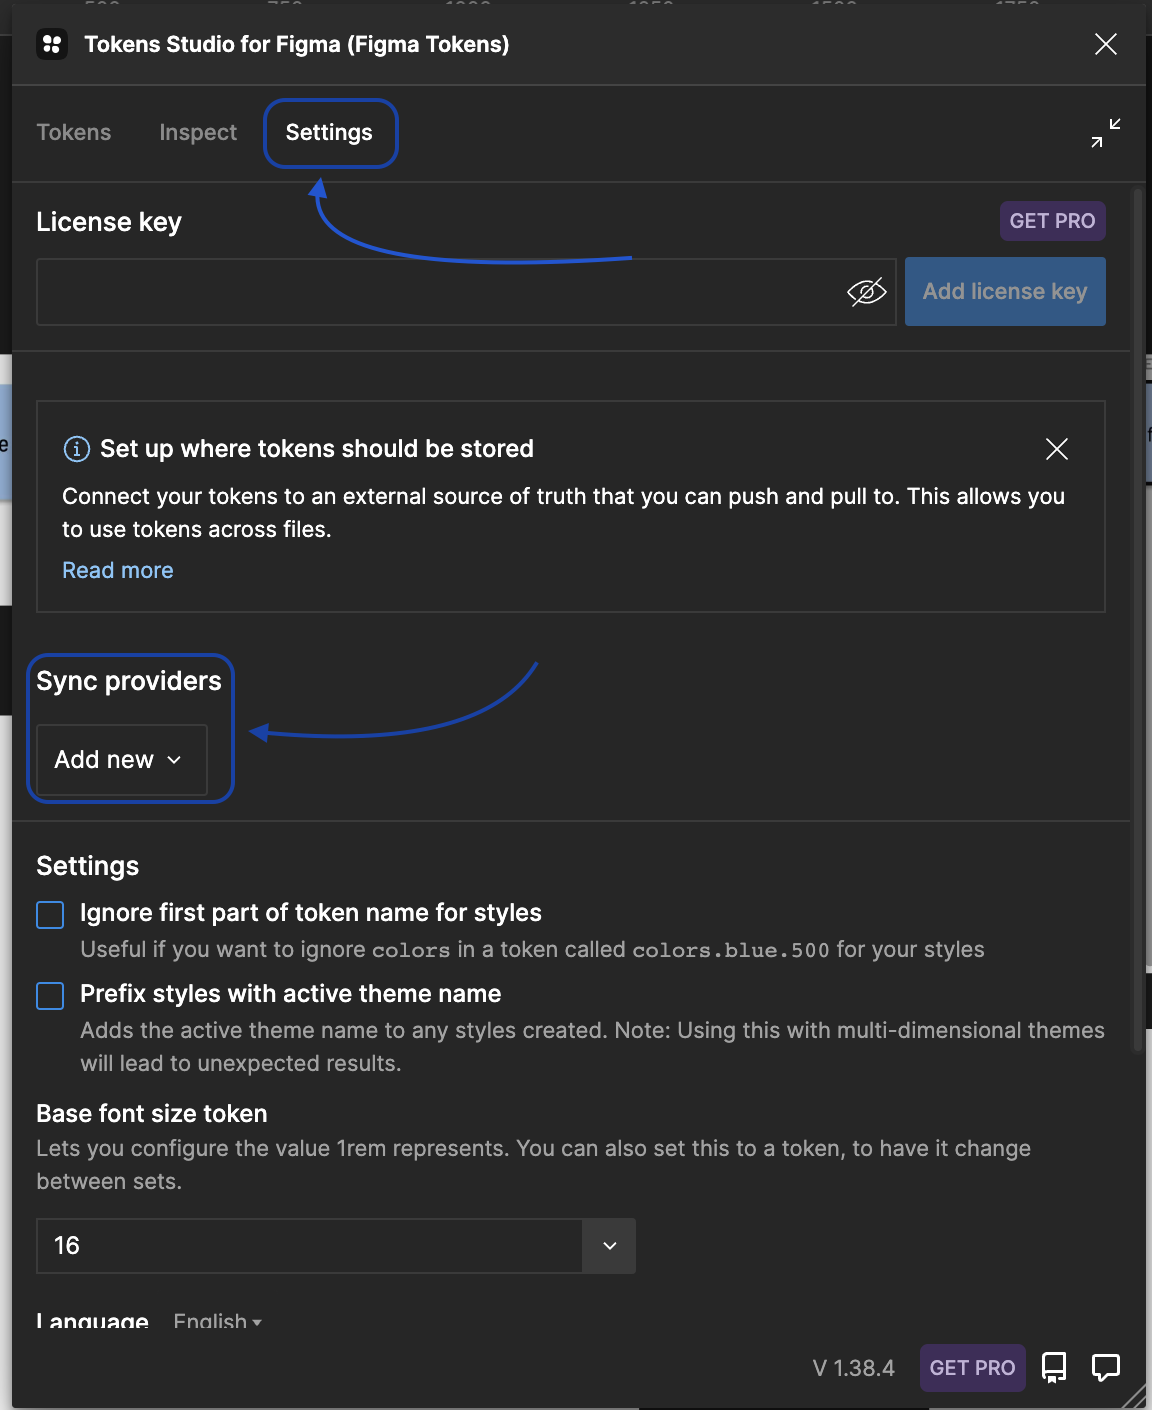 Tokens Studio for Figma (Figma Tokens)
Tokens Inspect Settings
License key GET PRO
Add license key
Set up where tokens should be stored
Connect your tokens to an external source of truth that you can push and pull to. This allows you
to use tokens across files.
Read more
Sync providers
Add new
Settings
Ignore first part of token name for styles
Useful if you want to ignore colors in a token called colors.blue.500 for your styles
Prefix styles with active theme name
Adds the active theme name to any styles created. Note: Using this with multi-dimensional themes
will lead to unexpected results.
Base font size token
Lets you configure the value 1rem represents. You can also set this to a token, to have it change
between sets.
16
Language English
V 1.38.4 GET PRO